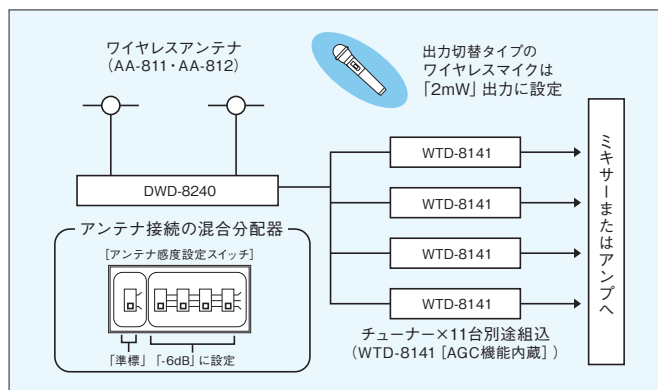 ワイヤレスアンテナ
(AA-811・AA-812)
出力切替タイプの
ワイヤレスマイクは
「2mW」出力に設定
DWD-8240
WTD-8141
WTD-8141
WTD-8141
WTD-8141
ミキサーまたはアンプへ
アンテナ接続の混合分配器
[アンテナ感度設定スイッチ]
「準標」「-6dB」に設定
チューナー×11台別途組込
(WTD-8141[AGC機能内蔵])